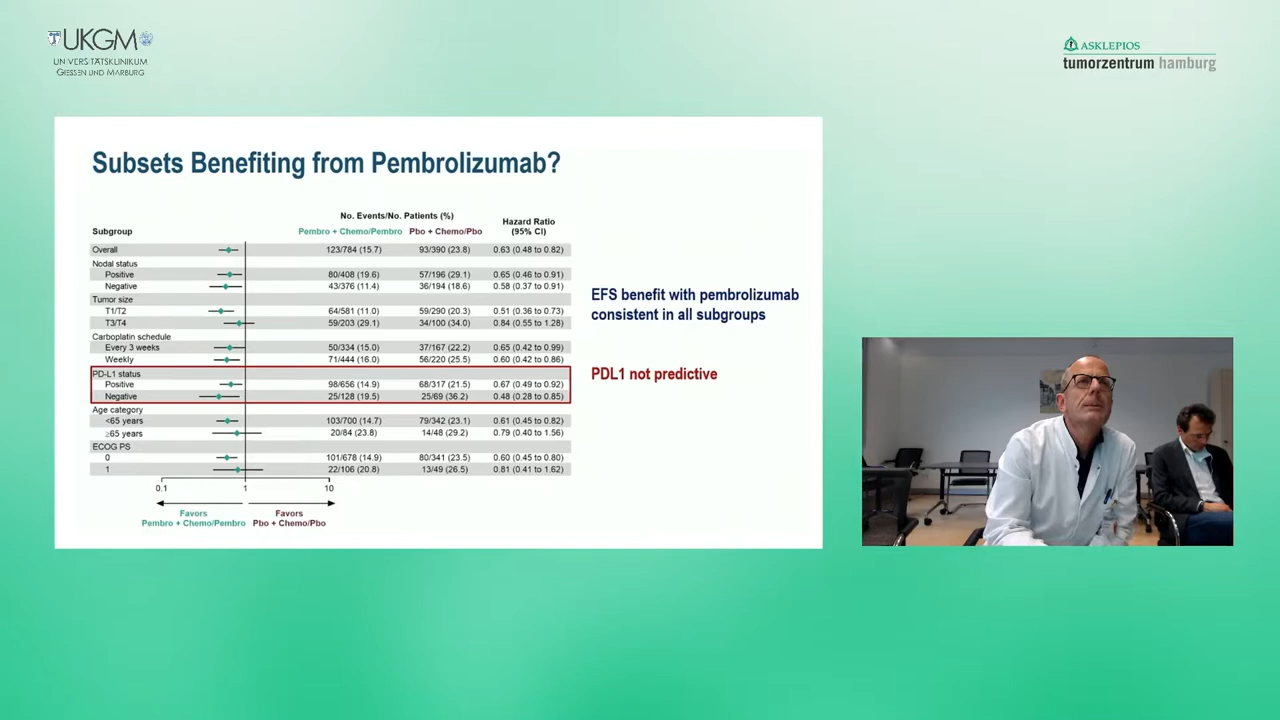 UKGM
UNIVERSITÄTSKLINIKUM
GIESSEN UND MARBURG
ASKLEPIOS
tumorzentrum hamburg
Subsets Benefiting from Pembrolizumab?
No. Events/No. Patients (%)
Hazard Ratio
(95% CI)
Subgroup
Pembro + Chemo/Pembro
Pbo + Chemo/Pbo
Overall 123/784 (15.7) 93/390 (23.8) 0.63 (0.48 to 0.82)
Nodal status
Positive 80/408 (19.6) 57/196 (29.1) 0.65 (0.46 to 0.91)
Negative 43/376 (11.4) 36/194 (18.6) 0.58 (0.37 to 0.91)
Tumor size
T1/T2 64/581 (11.0) 59/290 (20.3) 0.51 (0.36 to 0.73)
T3/T4 59/203 (29.1) 34/100 (34.0) 0.84 (0.55 to 1.28)
Carboplatin schedule
Every 3 weeks 50/334 (15.0) 37/167 (22.2) 0.65 (0.42 to 0.99)
Weekly 71/444 (16.0) 56/220 (25.5) 0.60 (0.42 to 0.86)
PD-L1 status
Positive 98/656 (14.9) 68/317 (21.5) 0.67 (0.49 to 0.92)
Negative 25/128 (19.5) 25/69 (36.2) 0.48 (0.28 to 0.85)
Age category
<65 years 103/700 (14.7) 79/342 (23.1) 0.61 (0.45 to 0.82)
≥65 years 20/84 (23.8) 14/48 (29.2) 0.79 (0.40 to 1.56)
ECOG PS
0 101/678 (14.9) 80/341 (23.5) 0.60 (0.45 to 0.80)
1 22/106 (20.8) 13/49 (26.5) 0.81 (0.41 to 1.62)
0.1 1 10
Favors
Pembro + Chemo/Pembro
Favors
Pbo + Chemo/Pbo
EFS benefit with pembrolizumab
consistent in all subgroups
PDL1 not predictive